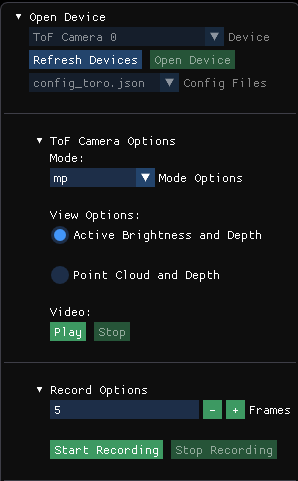 Open Device
ToF Camera 0 Device
Refresh Devices Open Device
config_toro.json Config Files
ToF Camera Options
Mode:
mp Mode Options
View Options:
Active Brightness and Depth
Point Cloud and Depth
Video:
Play Stop
Record Options
5 - + Frames
Start Recording Stop Recording